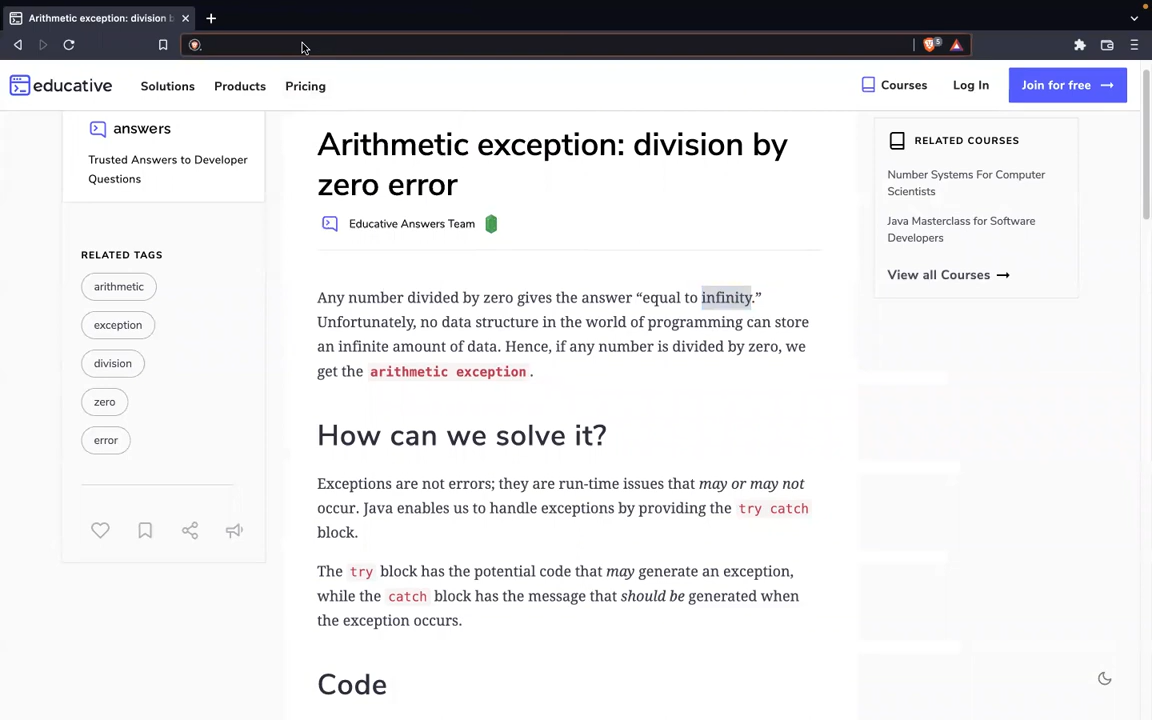 Arithmetic exception: division b
5
educative
Solutions
Products
Pricing
Courses
Log In
Join for free →
answers
Trusted Answers to Developer
Questions
RELATED TAGS
arithmetic
exception
division
zero
error
Arithmetic exception: division by
zero error
Educative Answers Team
Any number divided by zero gives the answer “equal to infinity.”
Unfortunately, no data structure in the world of programming can store
an infinite amount of data. Hence, if any number is divided by zero, we
get the arithmetic exception .
How can we solve it?
Exceptions are not errors; they are run-time issues that may or may not
occur. Java enables us to handle exceptions by providing the try catch
block.
The try block has the potential code that may generate an exception,
while the catch block has the message that should be generated when
the exception occurs.
Code
RELATED COURSES
Number Systems For Computer
Scientists
Java Masterclass for Software
Developers
View all Courses →